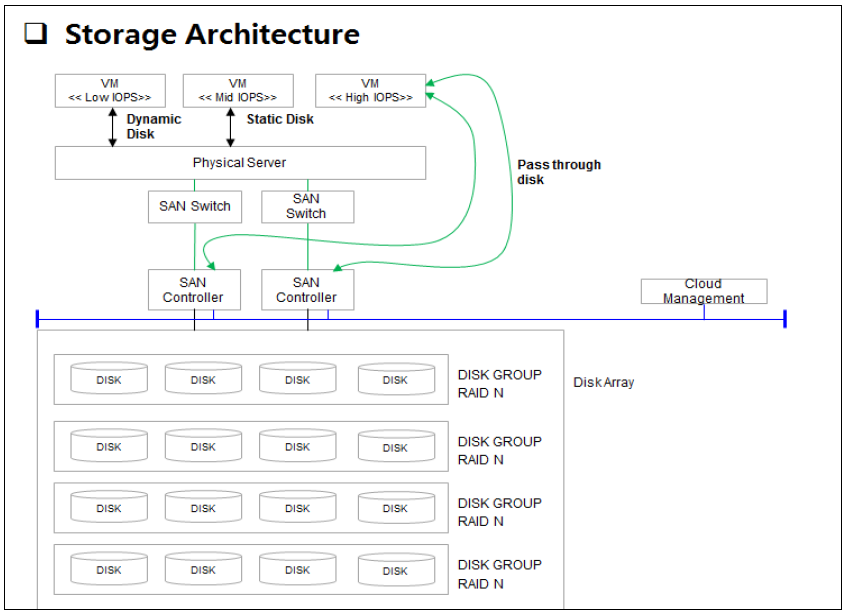 Storage Architecture
VM
<< Low IOPS>>
VM
<< Mid IOPS>>
VM
<< High IOPS>>
Dynamic
Disk
Static Disk
Pass through
disk
Physical Server
SAN Switch
SAN
Switch
SAN
Controller
SAN
Controller
Cloud
Management
DISK
DISK
DISK
DISK
DISK GROUP
RAID N
Disk Array
DISK
DISK
DISK
DISK
DISK GROUP
RAID N
DISK
DISK
DISK
DISK
DISK GROUP
RAID N
DISK
DISK
DISK
DISK
DISK GROUP
RAID N